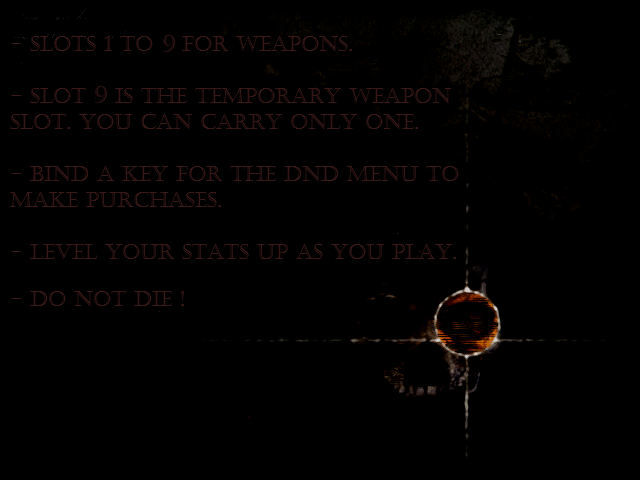 - SLOTS 1 TO 9 FOR WEAPONS.
- SLOT 9 IS THE TEMPORARY WEAPON
SLOT. YOU CAN CARRY ONLY ONE.
- BIND A KEY FOR THE DND MENU TO
MAKE PURCHASES.
- LEVEL YOUR STATS UP AS YOU PLAY.
- DO NOT DIE !